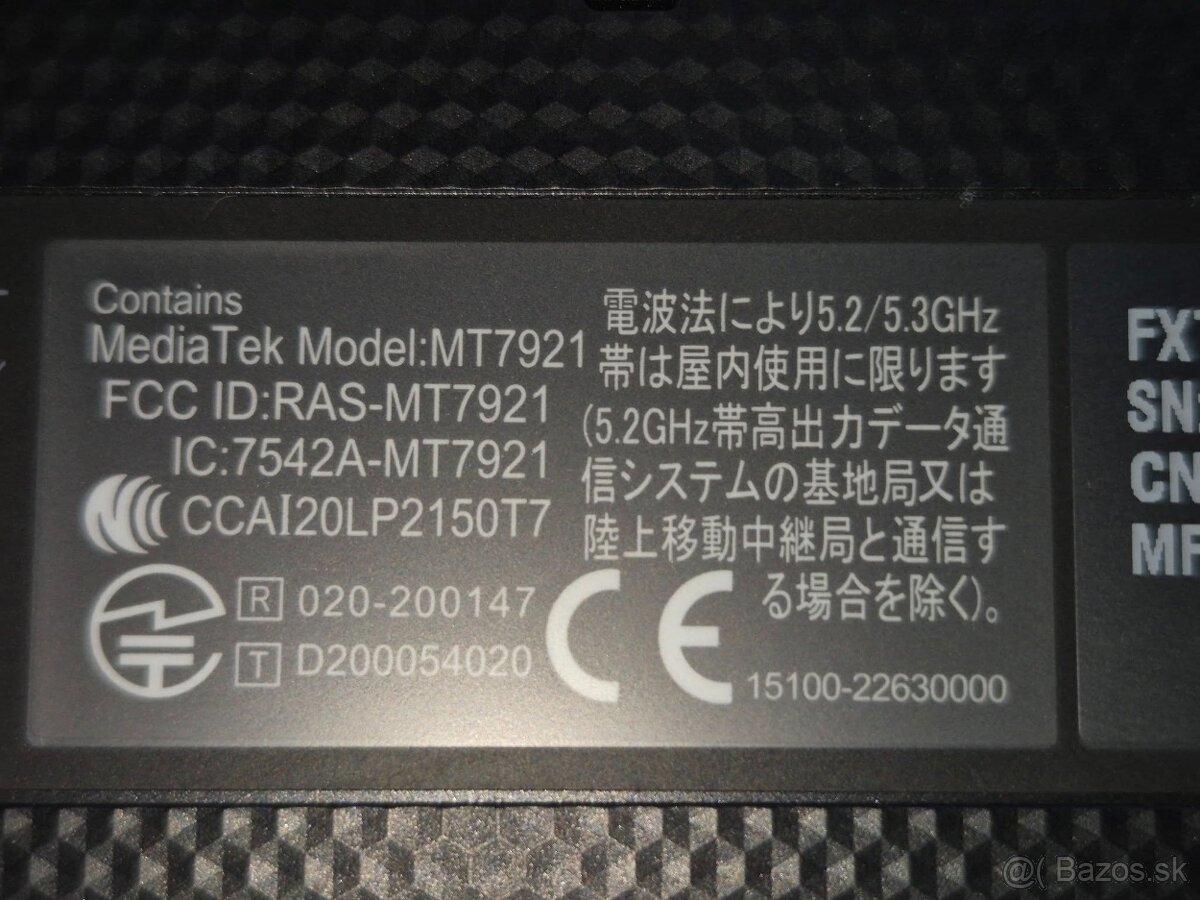 Contains
MediaTek Model:MT7921
FCC ID:RAS-MT7921
IC:7542A-MT7921
CCAI20LP2150T7
R 020-200147
T D200054020
電波法により5.2/5.3GHz
帯は屋内使用に限ります
(5.2GHz帯高出力データ通
信システムの基地局又は
陸上移動中継局と通信す
る場合を除く)。
CE
15100-22630000
SN
CN
@( Bazos.sk